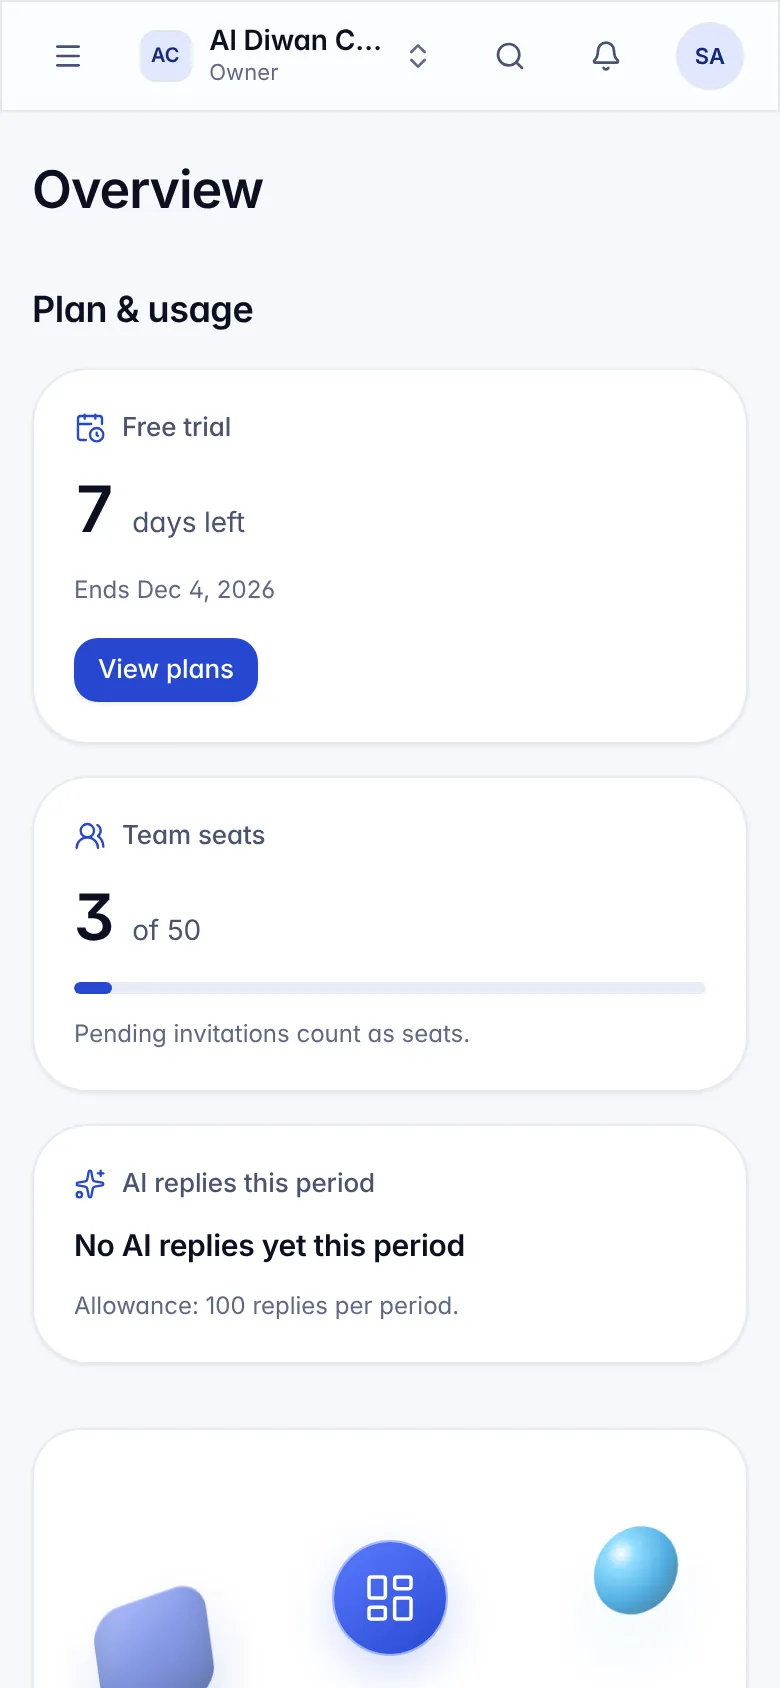 AC
Al Diwan C...
Owner
SA
Overview
Plan & usage
Free trial
7 days left
Ends Dec 4, 2026
View plans
Team seats
3 of 50
Pending invitations count as seats.
AI replies this period
No AI replies yet this period
Allowance: 100 replies per period.